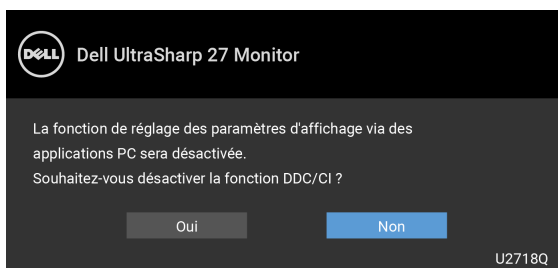 DELL
Dell UltraSharp 27 Monitor
La fonction de réglage des paramètres d'affichage via des
applications PC sera désactivée.
Souhaitez-vous désactiver la fonction DDC/CI ?
Oui
Non
U2718Q